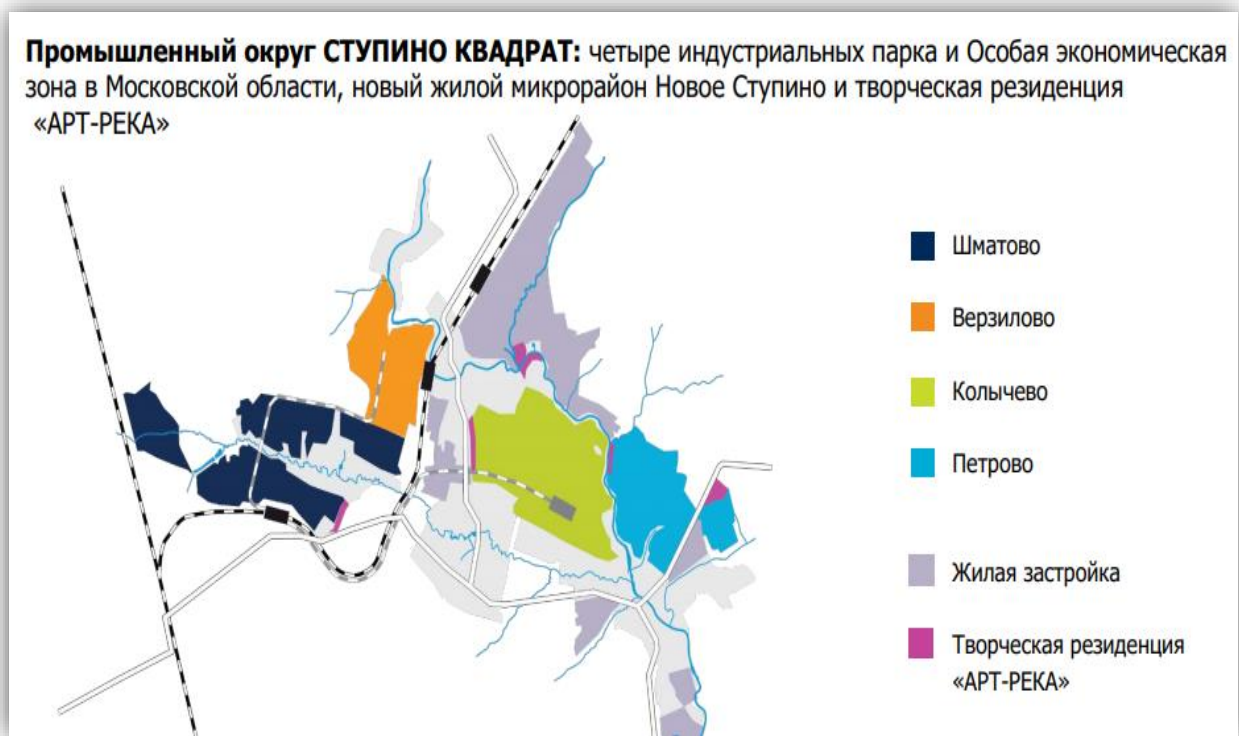 Промышленный округ СТУПИНО КВАДРАТ: четыре индустриальных парка и Особая экономическая
зона в Московской области, новый жилой микрорайон Новое Ступино и творческая резиденция
«АРТ-РЕКА»
Шматово
Верзилово
Колычево
Петрово
Жилая застройка
Творческая резиденция
«АРТ-РЕКА»